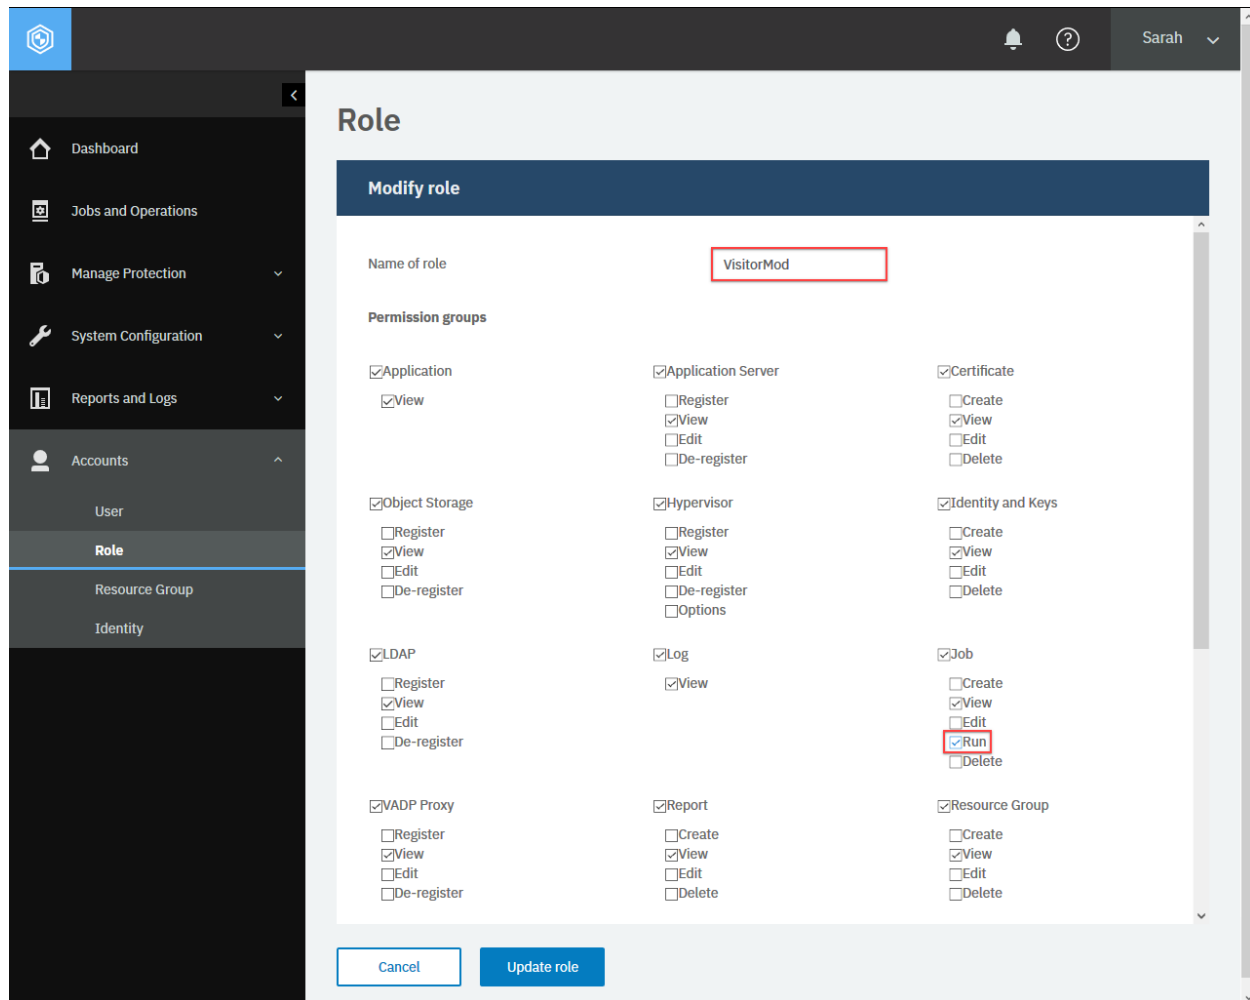 Sarah
Role
Dashboard
Jobs and Operations
Manage Protection
System Configuration
Reports and Logs
Accounts
User
Role
Resource Group
Identity
Modify role
Name of role VisitorMod
Permission groups
Application
View
Application Server
Register
View
Edit
De-register
Certificate
Create
View
Edit
Delete
Object Storage
Register
View
Edit
De-register
Hypervisor
Register
View
Edit
De-register
Options
Identity and Keys
Create
View
Edit
Delete
LDAP
Register
View
Edit
De-register
Log
View
Job
Create
View
Edit
Run
Delete
VADP Proxy
Register
View
Edit
De-register
Report
Create
View
Edit
Delete
Resource Group
Create
View
Edit
Delete
Cancel
Update role